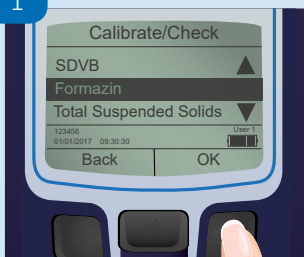 1
Calibrate/Check
SDVB
Formazin
Total Suspended Solids
123456
User 1
01/01/2017 09:30:30
Back OK